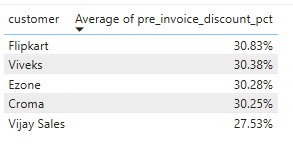 customer Average of pre_invoice_discount_pct
Flipkart 30.83%
Viveks 30.38%
Ezone 30.28%
Croma 30.25%
Vijay Sales 27.53%